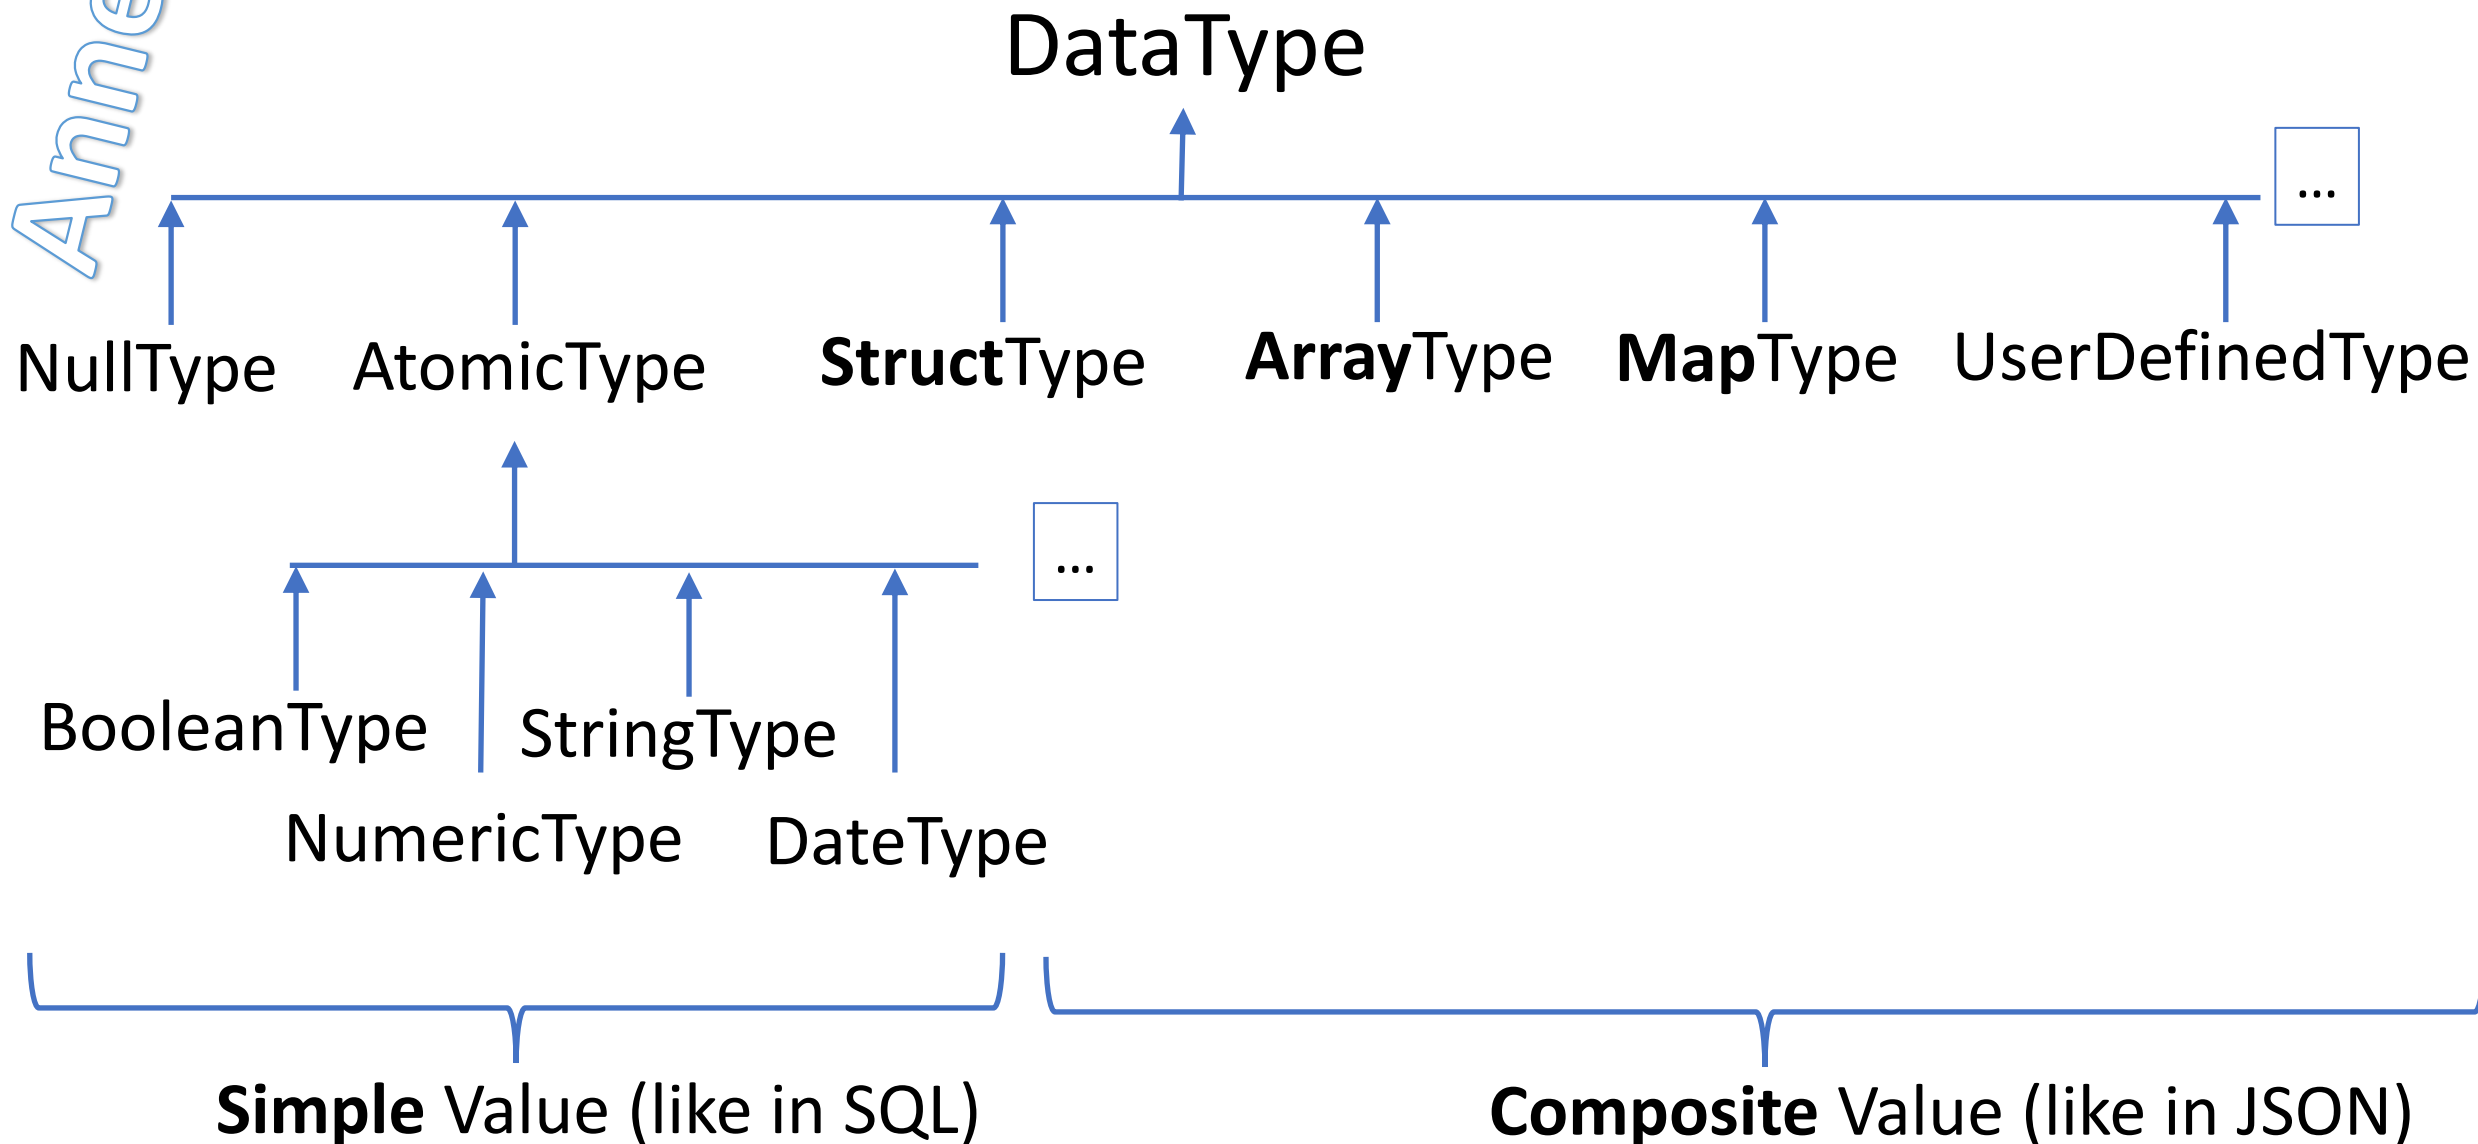 DataType
...
NullType AtomicType StructType ArrayType MapType UserDefinedType
...
BooleanType StringType
NumericType DateType
Simple Value (like in SQL) Composite Value (like in JSON)